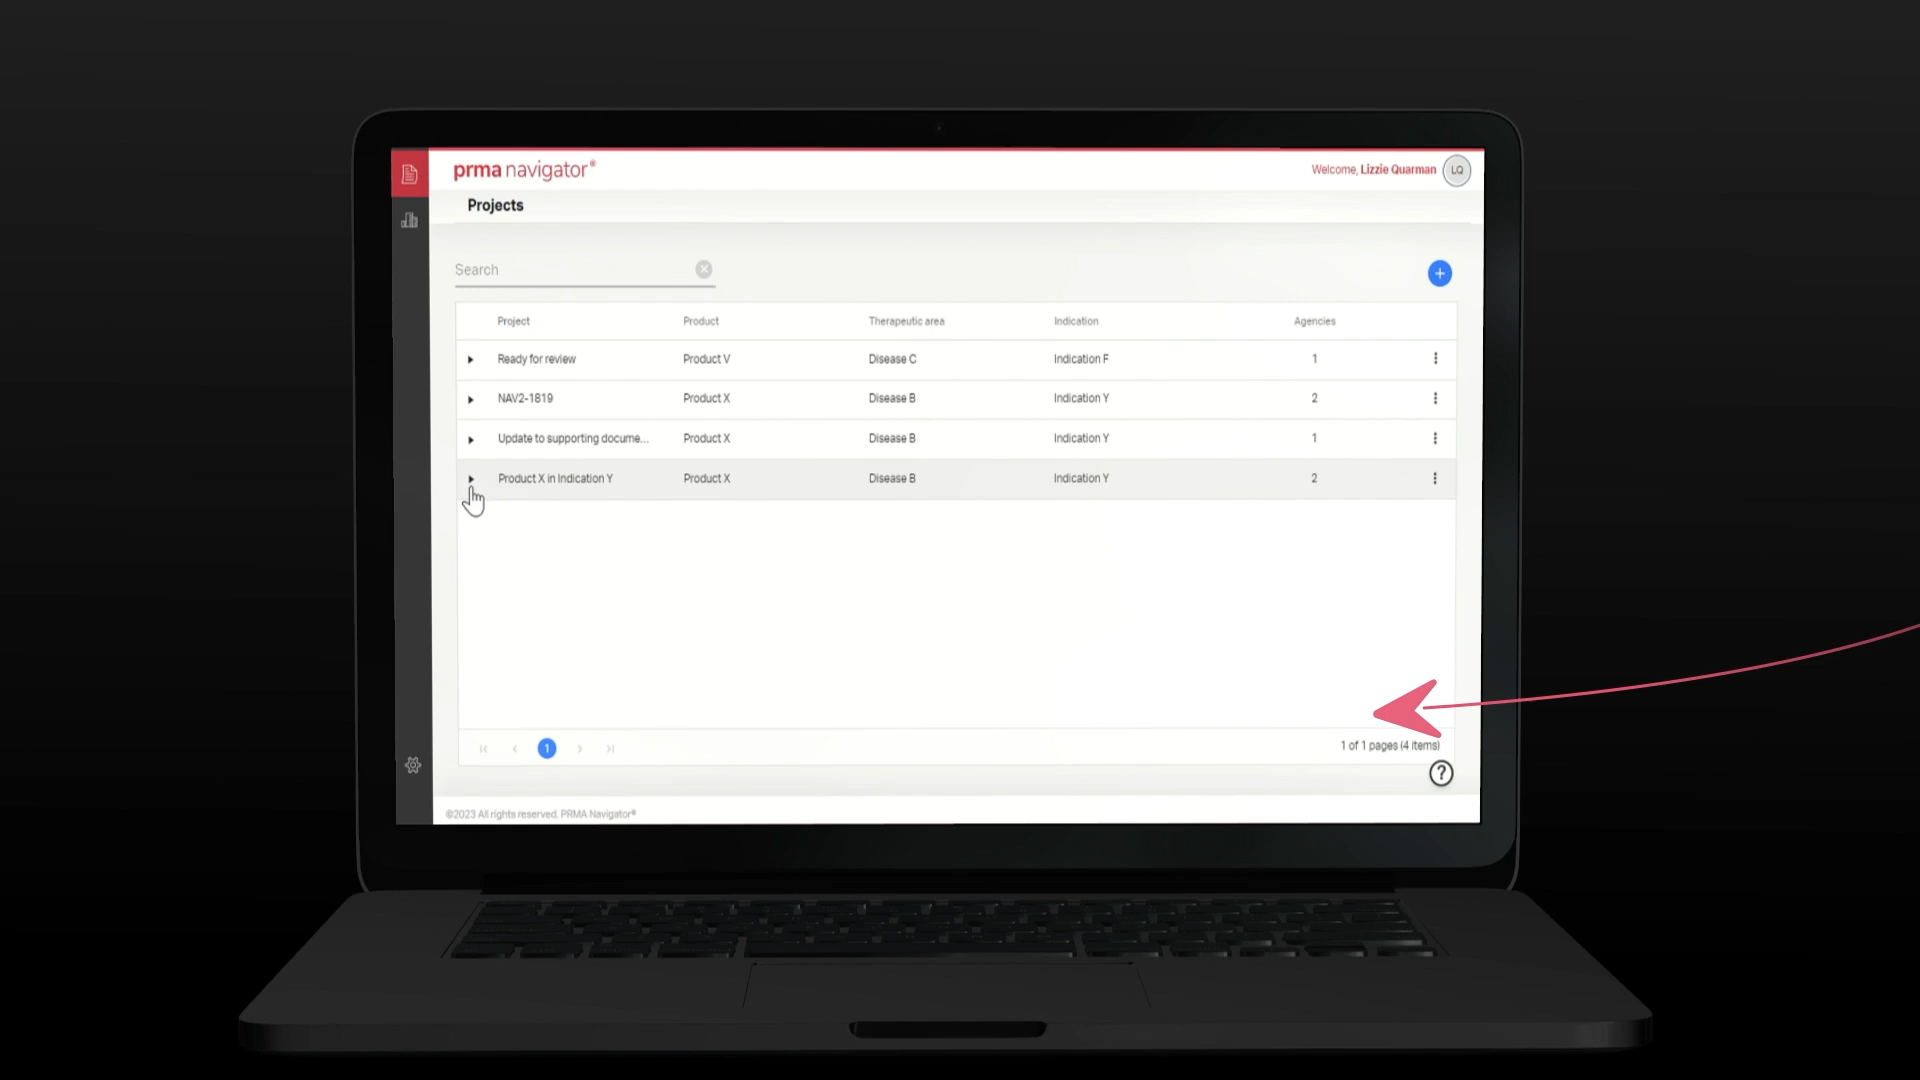 prma navigator®
Welcome, Lizzie Quarman
LQ
Projects
Search
Project Product Therapeutic area Indication Agencies
Ready for review Product V Disease C Indication F 1
NAV2-1819 Product X Disease B Indication Y 2
Update to supporting docume... Product X Disease B Indication Y 1
Product X in Indication Y Product X Disease B Indication Y 2
1
1 of 1 pages (4 items)
?
©2023 All rights reserved. PRMA Navigator®